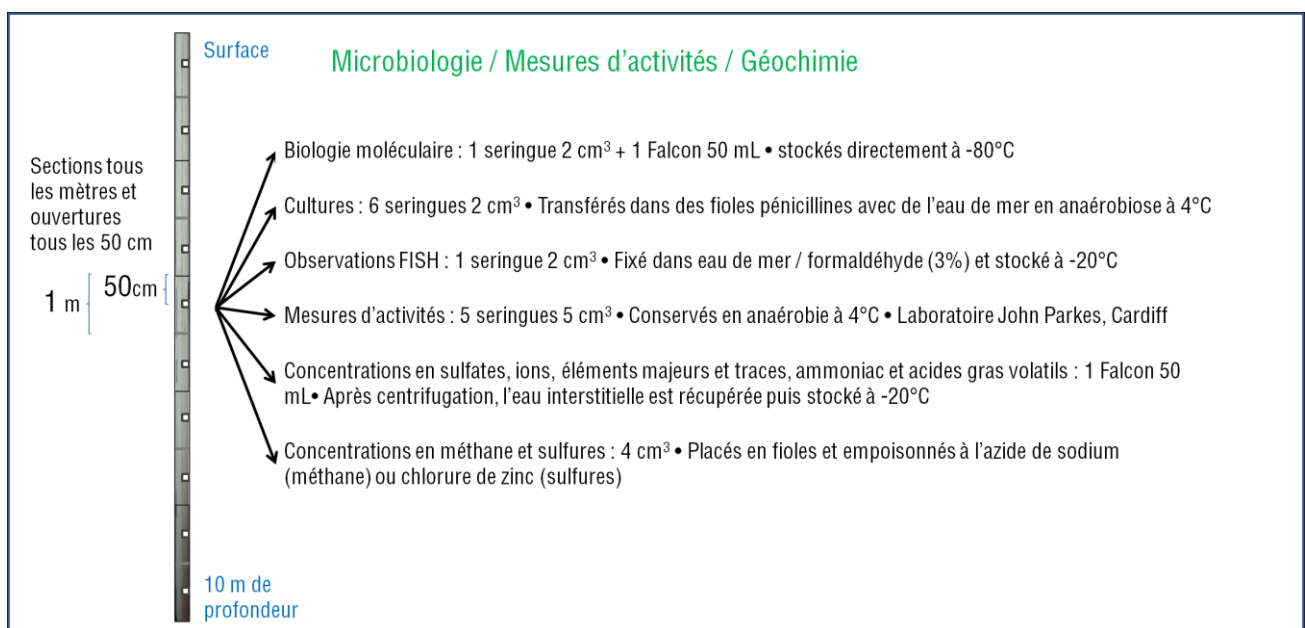 Surface
Microbiologie / Mesures d'activités / Géochimie
Sections tous
les mètres et
ouvertures
tous les 50 cm
1 m
50cm
Biologie moléculaire : 1 seringue 2 cm³ + 1 Falcon 50 mL • stockés directement à -80°C
Cultures : 6 seringues 2 cm³ • Transférés dans des fioles pénicillines avec de l'eau de mer en anaérobiose à 4°C
Observations FISH : 1 seringue 2 cm³ • Fixé dans eau de mer / formaldéhyde (3%) et stocké à -20°C
Mesures d'activités : 5 seringues 5 cm³ • Conservés en anaérobie à 4°C • Laboratoire John Parkes, Cardiff
Concentrations en sulfates, ions, éléments majeurs et traces, ammoniac et acides gras volatils : 1 Falcon 50
mL• Après centrifugation, l'eau interstitielle est récupérée puis stocké à -20°C
Concentrations en méthane et sulfures : 4 cm³ • Placés en fioles et empoisonnés à l'azide de sodium
(méthane) ou chlorure de zinc (sulfures)
10 m de
profondeur